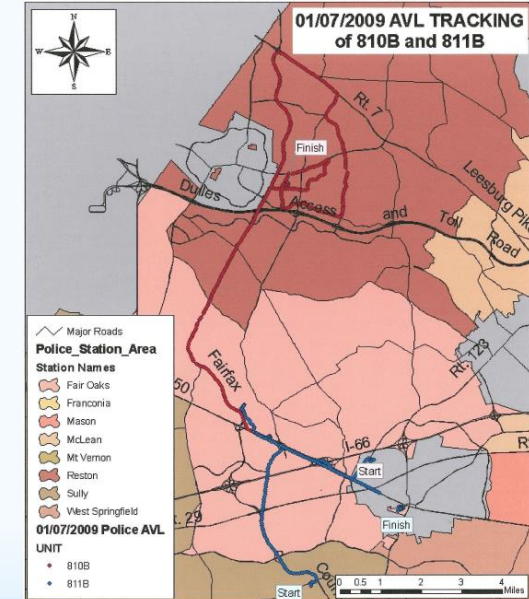 01/07/2009 AVL TRACKING
of 810B and 811B
N
W
E
S
Rt. 7
Leesburg Pike
Finish
Dulles
Access
and
Toll
Road
Fairfax
Rt. 123
50
I-66
Start
Finish
Rt. 29
Start
Major Roads
Police_Station_Area
Station Names
Fair Oaks
Franconia
Mason
McLean
Mt Vernon
Reston
Sully
West Springfield
01/07/2009 Police AVL
UNIT
810B
811B
0 0.5 1 2 3 4
Miles